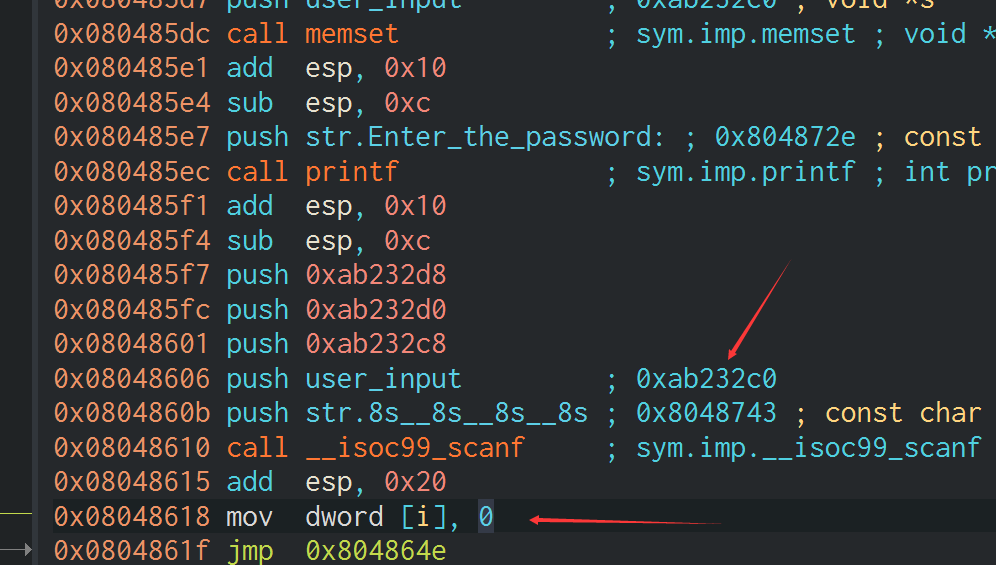 0x080485d7 push user_input ; 0xab232c0 ; void *s
0x080485dc call memset ; sym.imp.memset ; void *
0x080485e1 add esp, 0x10
0x080485e4 sub esp, 0xc
0x080485e7 push str.Enter_the_password: ; 0x804872e ; const
0x080485ec call printf ; sym.imp.printf ; int pr
0x080485f1 add esp, 0x10
0x080485f4 sub esp, 0xc
0x080485f7 push 0xab232d8
0x080485fc push 0xab232d0
0x08048601 push 0xab232c8
0x08048606 push user_input ; 0xab232c0
0x0804860b push str.8s__8s__8s__8s ; 0x8048743 ; const char
0x08048610 call __isoc99_scanf ; sym.imp.__isoc99_scanf
0x08048615 add esp, 0x20
0x08048618 mov dword [i], 0
0x0804861f jmp 0x804864e